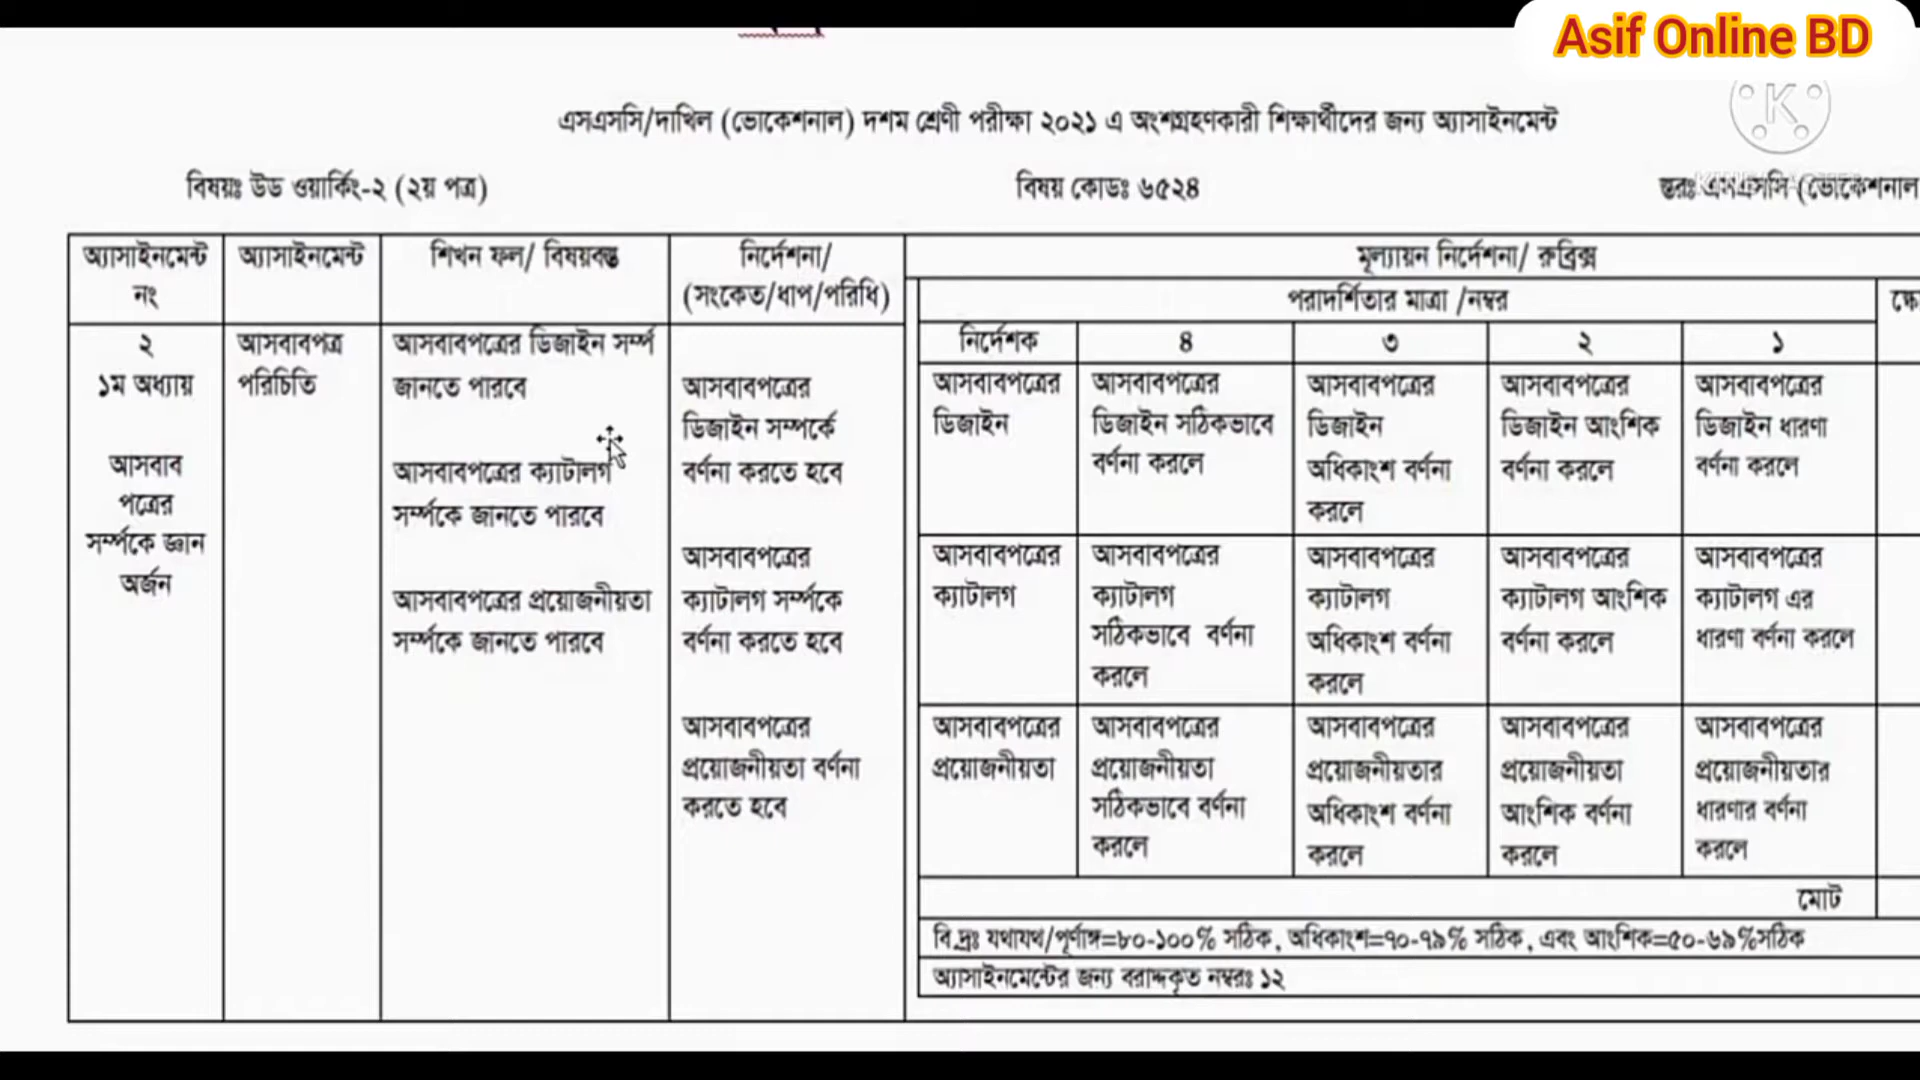 Asif Online BD
এসএসসি/দাখিল (ভোকেশনাল) দশম শ্রেণী পরীক্ষা ২০২১ এ অংশগ্রহণকারী শিক্ষার্থীদের জন্য অ্যাসাইনমেন্ট
বিষয়ঃ উড ওয়ার্কিং-২ (২য় পত্র)
বিষয় কোডঃ ৬৫২৪
স্তরঃ এসএসসি (ভোকেশনাল
অ্যাসাইনমেন্ট
নং
অ্যাসাইনমেন্ট
শিখন ফল/ বিষয়বস্তু
নির্দেশনা/
(সংকেত/ধাপ/পরিধি)
মূল্যায়ন নির্দেশনা/ রুব্রিক্স
পরাদর্শিতার মাত্রা /নম্বর
নির্দেশক
৪
৩
২
১
২
১ম অধ্যায়
আসবাব
পত্রের
সর্ম্পকে জ্ঞান
অর্জন
আসবাবপত্র
পরিচিতি
আসবাবপত্রের ডিজাইন সর্ম্প
জানতে পারবে
আসবাবপত্রের ক্যাটালগ
সর্ম্পকে জানতে পারবে
আসবাবপত্রের প্রয়োজনীয়তা
সর্ম্পকে জানতে পারবে
আসবাবপত্রের
ডিজাইন সম্পর্কে
বর্ণনা করতে হবে
আসবাবপত্রের
ক্যাটালগ সর্ম্পকে
বর্ণনা করতে হবে
আসবাবপত্রের
প্রয়োজনীয়তা বর্ণনা
করতে হবে
আসবাবপত্রের
ডিজাইন
আসবাবপত্রের
ডিজাইন সঠিকভাবে
বর্ণনা করলে
আসবাবপত্রের
ডিজাইন
অধিকাংশ বর্ণনা
করলে
আসবাবপত্রের
ডিজাইন আংশিক
বর্ণনা করলে
আসবাবপত্রের
ডিজাইন ধারণা
বর্ণনা করলে
আসবাবপত্রের
ক্যাটালগ
আসবাবপত্রের
ক্যাটালগ
সঠিকভাবে বর্ণনা
করলে
আসবাবপত্রের
ক্যাটালগ
অধিকাংশ বর্ণনা
করলে
আসবাবপত্রের
ক্যাটালগ আংশিক
বর্ণনা করলে
আসবাবপত্রের
ক্যাটালগ এর
ধারণা বর্ণনা করলে
আসবাবপত্রের
প্রয়োজনীয়তা
আসবাবপত্রের
প্রয়োজনীয়তা
সঠিকভাবে বর্ণনা
করলে
আসবাবপত্রের
প্রয়োজনীয়তার
অধিকাংশ বর্ণনা
করলে
আসবাবপত্রের
প্রয়োজনীয়তা
আংশিক বর্ণনা
করলে
আসবাবপত্রের
প্রয়োজনীয়তার
ধারণার বর্ণনা
করলে
মোট
বি.দ্রঃ যথাযথ/পূর্ণাঙ্গ=৮০-১০০% সঠিক, অধিকাংশ=৭০-৭৯% সঠিক, এবং আংশিক=৫০-৬৯%সঠিক
অ্যাসাইনমেন্টের জন্য বরাদ্দকৃত নম্বরঃ ১২